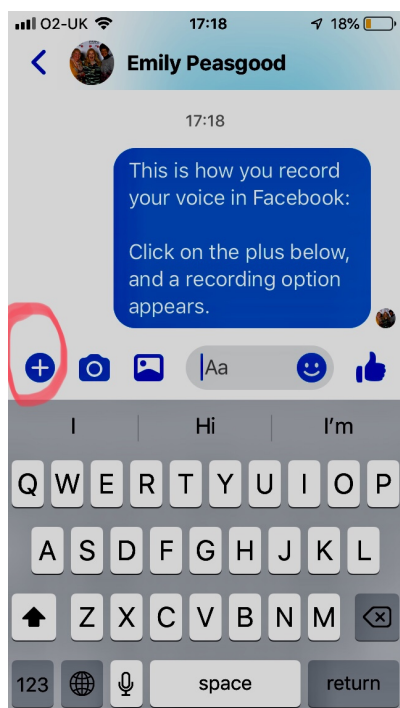 O2-UK 17:18 18%
Emily Peasgood
17:18
This is how you record
your voice in Facebook:
Click on the plus below,
and a recording option
appears.
Aa
I Hi I'm
Q W E R T Y U I O P
A S D F G H J K L
Z X C V B N M
123 space return